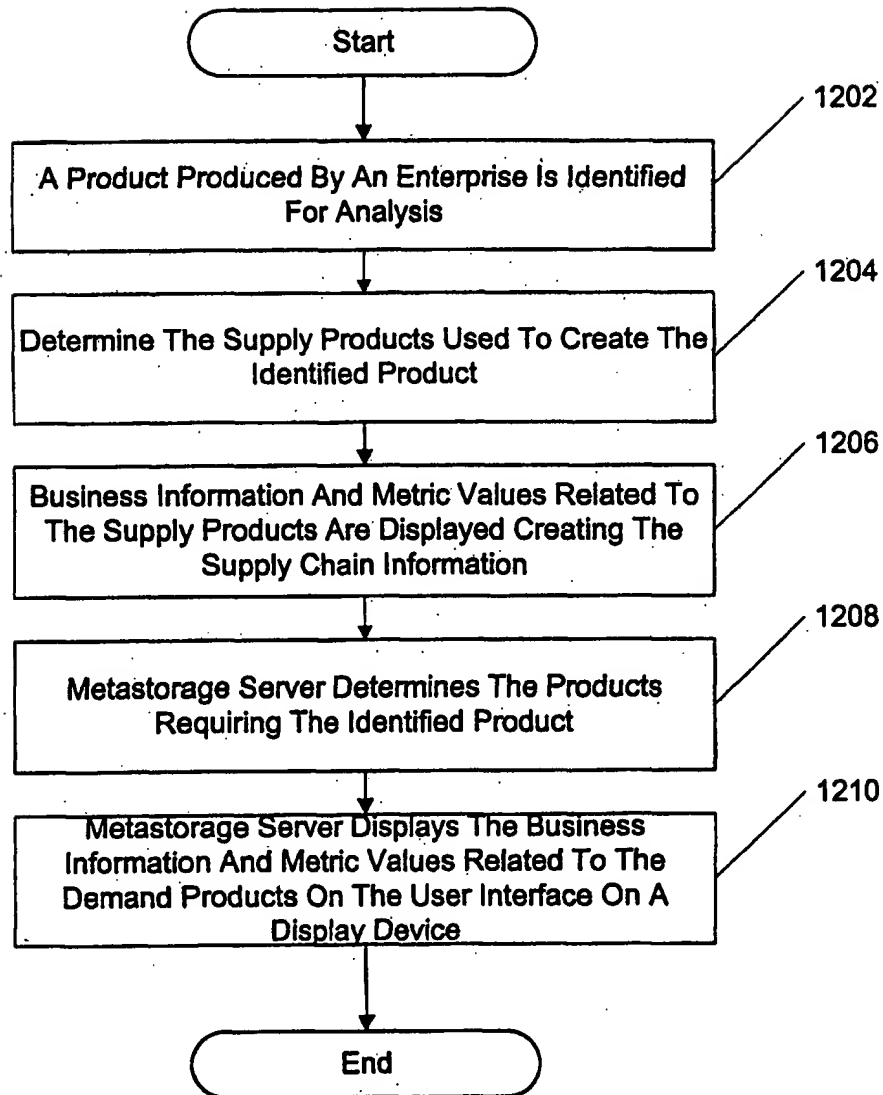 Start
1202
A Product Produced By An Enterprise Is Identified
For Analysis
1204
Determine The Supply Products Used To Create The
Identified Product
1206
Business Information And Metric Values Related To
The Supply Products Are Displayed Creating The
Supply Chain Information
1208
Metastorage Server Determines The Products
Requiring The Identified Product
1210
Metastorage Server Displays The Business
Information And Metric Values Related To The
Demand Products On The User Interface On A
Display Device
End